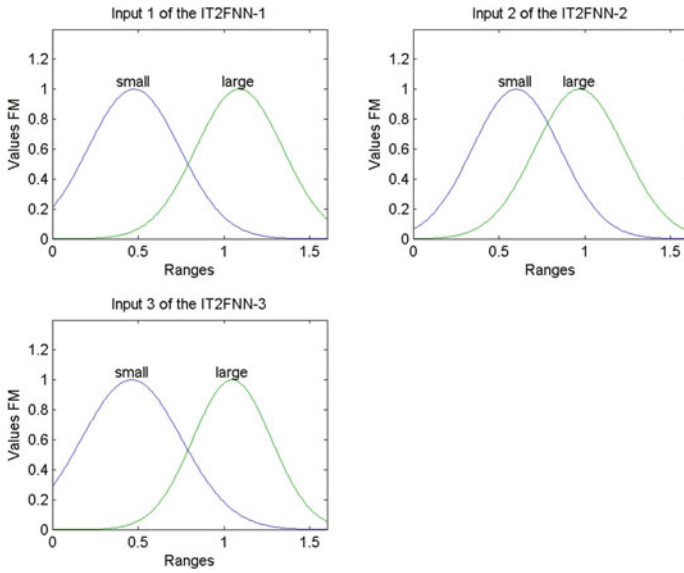 Input 1 of the IT2FNN-1
small
large
Values FM
1.2
1
0.8
0.6
0.4
0.2
0
0 0.5 1 1.5
Ranges
Input 2 of the IT2FNN-2
small
large
Values FM
1.2
1
0.8
0.6
0.4
0.2
0
0 0.5 1 1.5
Ranges
Input 3 of the IT2FNN-3
small
large
Values FM
1.2
1
0.8
0.6
0.4
0.2
0
0 0.5 1 1.5
Ranges